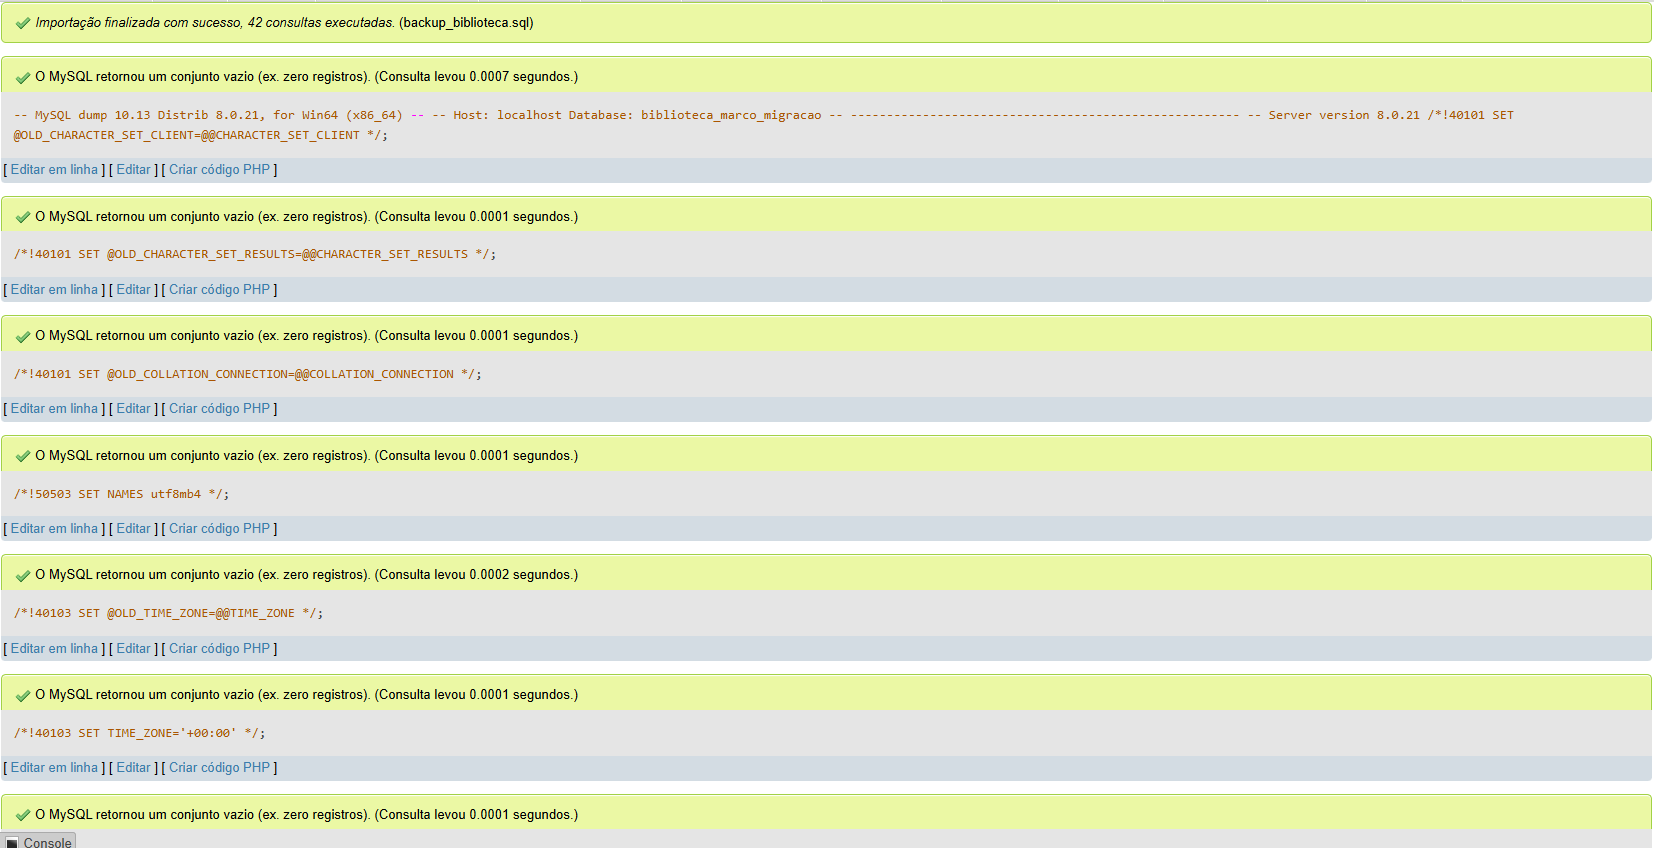 Importação finalizada com sucesso, 42 consultas executadas. (backup_biblioteca.sql)
O MySQL retornou um conjunto vazio (ex. zero registros). (Consulta levou 0.0007 segundos.)
-- MySQL dump 10.13 Distrib 8.0.21, for Win64 (x86_64) -- -- Host: localhost Database: biblioteca_marco_migracao -- ------------------------------------------------------ -- Server version 8.0.21 /*!40101 SET
@OLD_CHARACTER_SET_CLIENT=@@CHARACTER_SET_CLIENT */;
[ Editar em linha ] [ Editar ] [ Criar código PHP ]
O MySQL retornou um conjunto vazio (ex. zero registros). (Consulta levou 0.0001 segundos.)
/*!40101 SET @OLD_CHARACTER_SET_RESULTS=@@CHARACTER_SET_RESULTS */;
[ Editar em linha ] [ Editar ] [ Criar código PHP ]
O MySQL retornou um conjunto vazio (ex. zero registros). (Consulta levou 0.0001 segundos.)
/*!40101 SET @OLD_COLLATION_CONNECTION=@@COLLATION_CONNECTION */;
[ Editar em linha ] [ Editar ] [ Criar código PHP ]
O MySQL retornou um conjunto vazio (ex. zero registros). (Consulta levou 0.0001 segundos.)
/*!50503 SET NAMES utf8mb4 */;
[ Editar em linha ] [ Editar ] [ Criar código PHP ]
O MySQL retornou um conjunto vazio (ex. zero registros). (Consulta levou 0.0002 segundos.)
/*!40103 SET @OLD_TIME_ZONE=@@TIME_ZONE */;
[ Editar em linha ] [ Editar ] [ Criar código PHP ]
O MySQL retornou um conjunto vazio (ex. zero registros). (Consulta levou 0.0001 segundos.)
/*!40103 SET TIME_ZONE='+00:00' */;
[ Editar em linha ] [ Editar ] [ Criar código PHP ]
O MySQL retornou um conjunto vazio (ex. zero registros). (Consulta levou 0.0001 segundos.)
Console